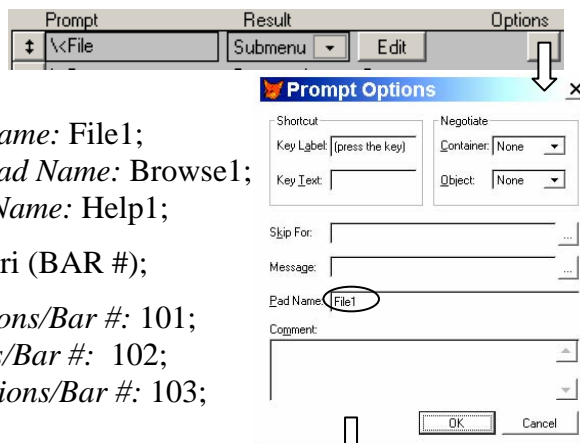 Prompt Result Options
\<File Submenu Edit
Prompt Options
Shortcut
Key Label: (press the key)
Key Text:
Negotiate
Container: None
Object: None
Skip For:
Message:
Pad Name: File1
Comment:
OK Cancel
ame: File1;
ad Name: Browse1;
Name: Help1;
ri (BAR #);
ons/Bar #: 101;
s/Bar #: 102;
tions/Bar #: 103;